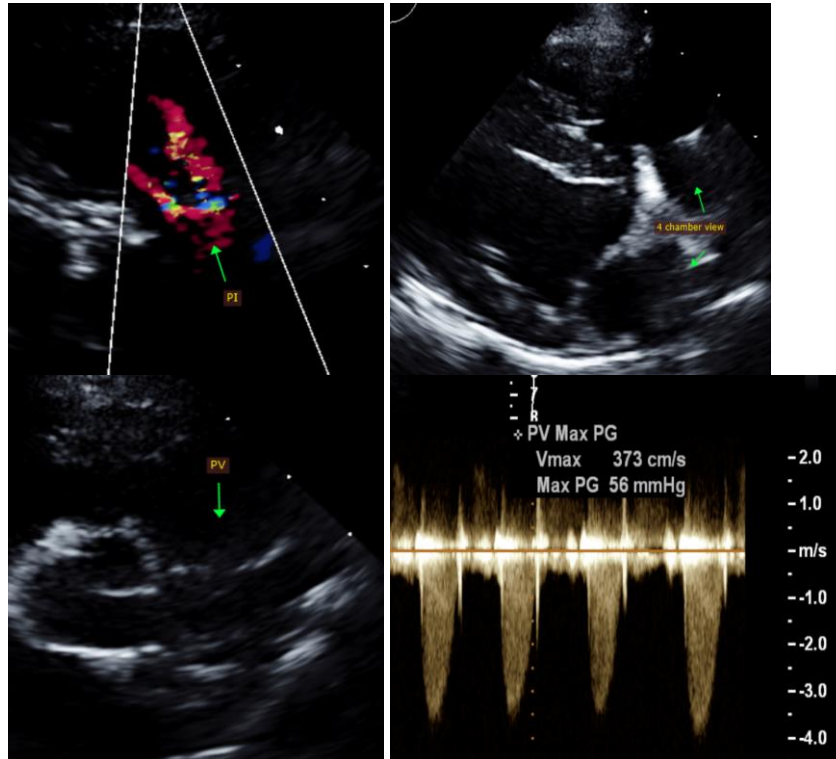 PI
4 chamber view
PV
7
R
PV Max PG
Vmax 373 cm/s
Max PG 56 mmHg
2.0
1.0
m/s
-1.0
-2.0
-3.0
-4.0